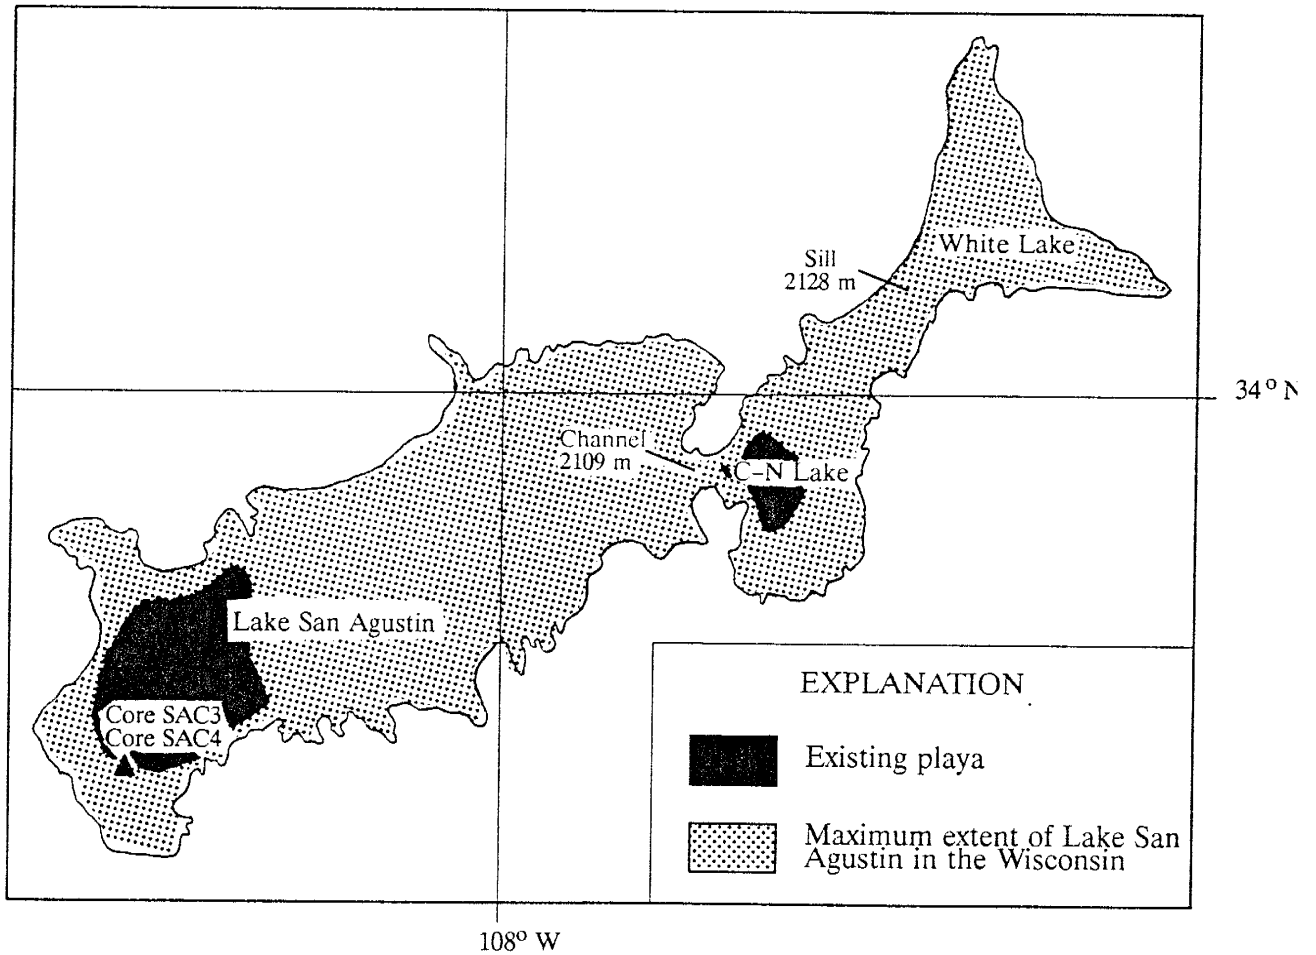 White Lake
Sill
2128 m
34° N
Channel
2109 m
C-N Lake
Lake San Agustin
Core SAC3
Core SAC4
EXPLANATION
Existing playa
Maximum extent of Lake San
Agustin in the Wisconsin
108° W